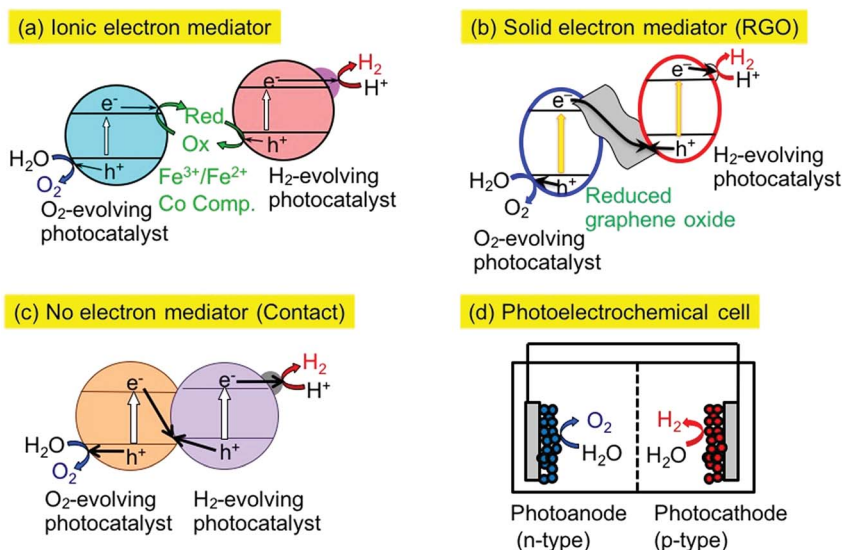 (a) Ionic electron mediator
H₂
e⁻
H⁺
e⁻
Red
Ox
h⁺
H₂O
h⁺
O₂
Fe³⁺/Fe²⁺
Co Comp.
H₂-evolving
photocatalyst
O₂-evolving
photocatalyst
(b) Solid electron mediator (RGO)
H₂
e⁻
H⁺
e⁻
h⁺
H₂-evolving
photocatalyst
H₂O
h⁺
O₂
Reduced
graphene oxide
O₂-evolving
photocatalyst
(c) No electron mediator (Contact)
H₂
e⁻
e⁻
H⁺
H₂O
h⁺
h⁺
O₂
O₂-evolving
photocatalyst
H₂-evolving
photocatalyst
(d) Photoelectrochemical cell
O₂
H₂O
H₂
H₂O
Photoanode
(n-type)
Photocathode
(p-type)